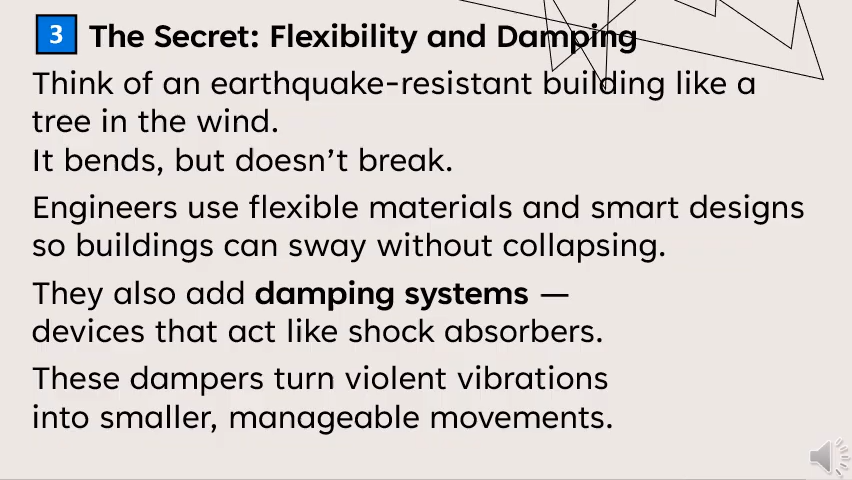 3 The Secret: Flexibility and Damping
Think of an earthquake-resistant building like a
tree in the wind.
It bends, but doesn’t break.
Engineers use flexible materials and smart designs
so buildings can sway without collapsing.
They also add damping systems —
devices that act like shock absorbers.
These dampers turn violent vibrations
into smaller, manageable movements.